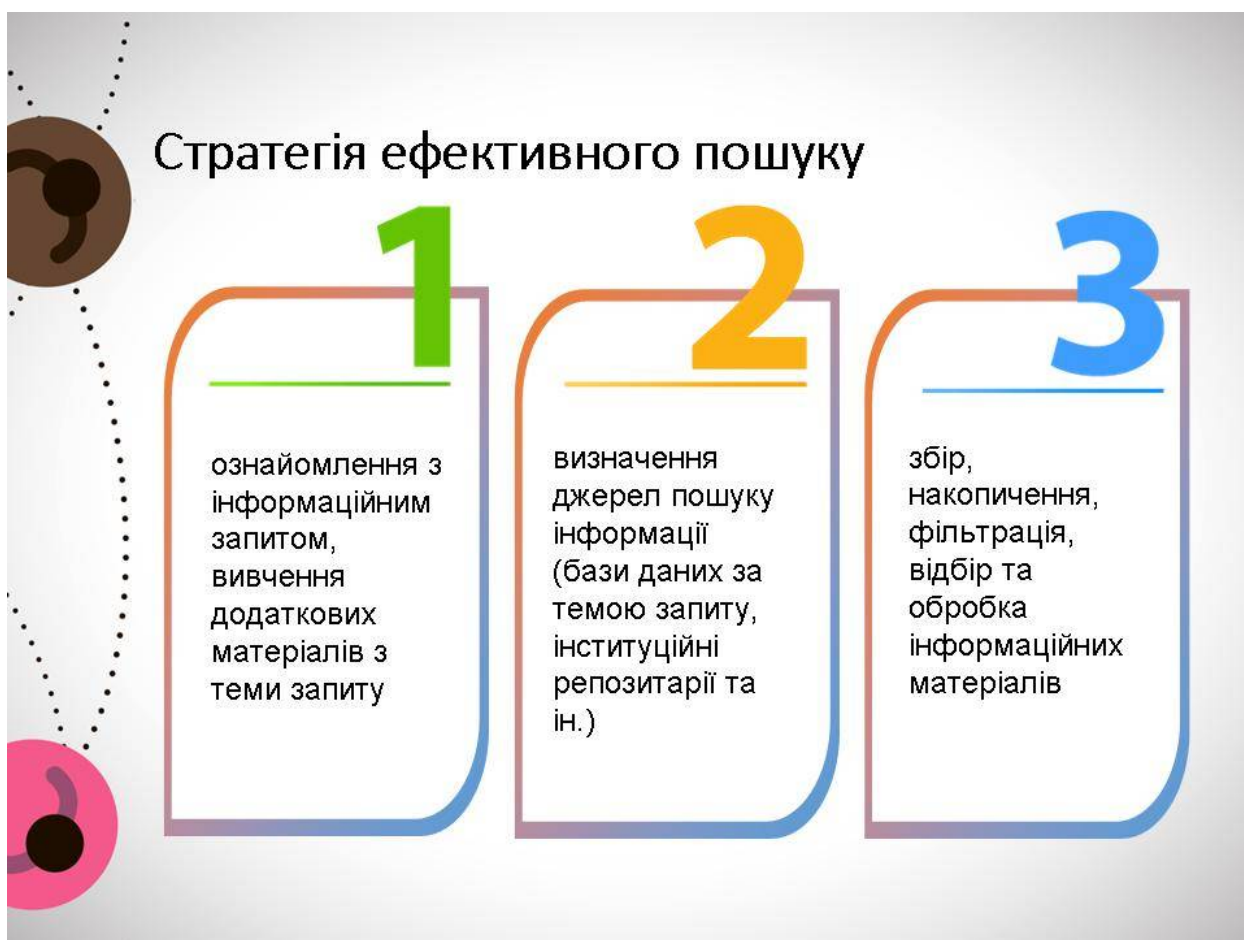 Стратегія ефективного пошуку
1
ознайомлення з
інформаційним
запитом,
вивчення
додаткових
матеріалів з
теми запиту
2
визначення
джерел пошуку
інформації
(бази даних за
темою запиту,
інституційні
репозитарії та
ін.)
3
збір,
накопичення,
фільтрація,
відбір та
обробка
інформаційних
матеріалів